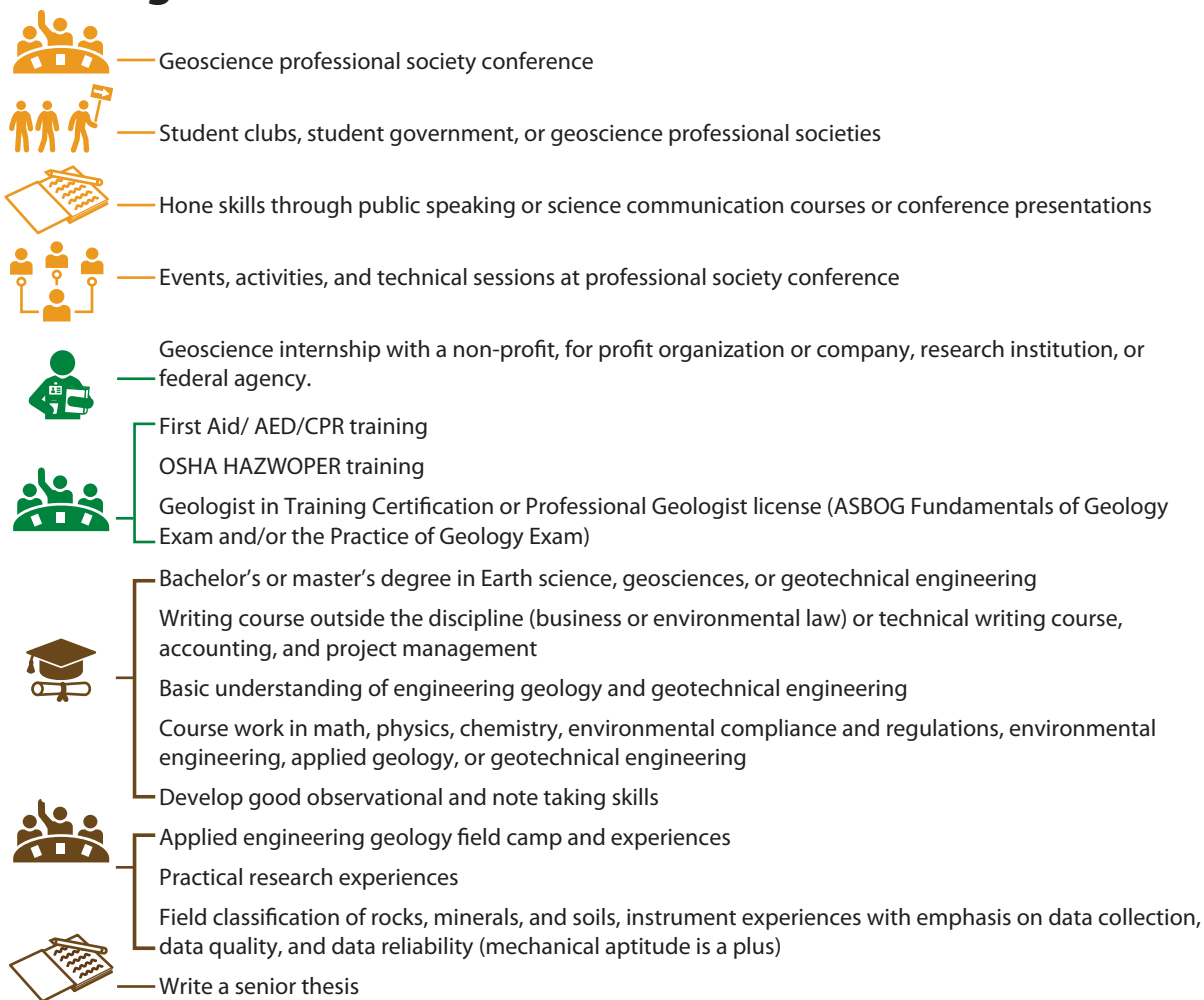 Geoscience professional society conference
Student clubs, student government, or geoscience professional societies
Hone skills through public speaking or science communication courses or conference presentations
Events, activities, and technical sessions at professional society conference
Geoscience internship with a non-profit, for profit organization or company, research institution, or
federal agency.
First Aid/ AED/CPR training
OSHA HAZWOPER training
Geologist in Training Certification or Professional Geologist license (ASBOG Fundamentals of Geology
Exam and/or the Practice of Geology Exam)
Bachelor's or master's degree in Earth science, geosciences, or geotechnical engineering
Writing course outside the discipline (business or environmental law) or technical writing course,
accounting, and project management
Basic understanding of engineering geology and geotechnical engineering
Course work in math, physics, chemistry, environmental compliance and regulations, environmental
engineering, applied geology, or geotechnical engineering
Develop good observational and note taking skills
Applied engineering geology field camp and experiences
Practical research experiences
Field classification of rocks, minerals, and soils, instrument experiences with emphasis on data collection,
data quality, and data reliability (mechanical aptitude is a plus)
Write a senior thesis